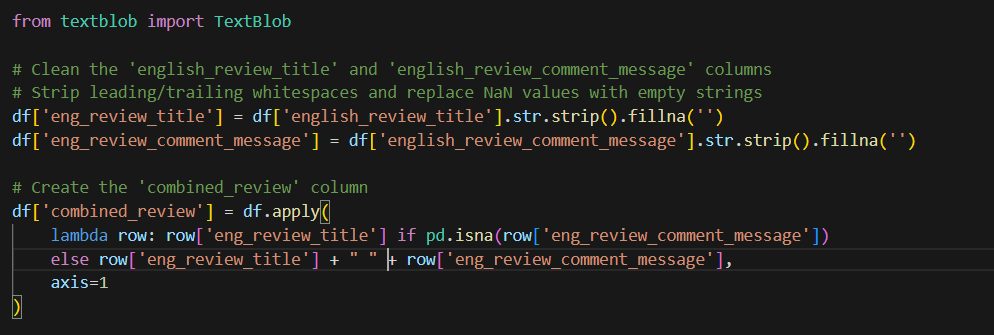 from textblob import TextBlob
# Clean the 'english_review_title' and 'english_review_comment_message' columns
# Strip leading/trailing whitespaces and replace NaN values with empty strings
df['eng_review_title'] = df['english_review_title'].str.strip().fillna('')
df['eng_review_comment_message'] = df['english_review_comment_message'].str.strip().fillna('')
# Create the 'combined_review' column
df['combined_review'] = df.apply(
    lambda row: row['eng_review_title'] if pd.isna(row['eng_review_comment_message'])
    else row['eng_review_title'] + " " + row['eng_review_comment_message'],
    axis=1
)